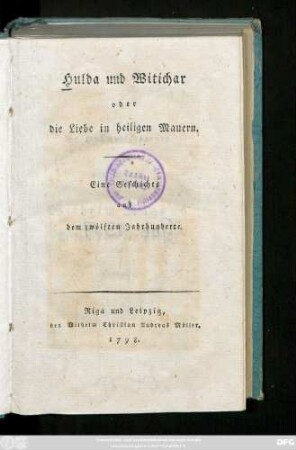 Hulda und Witichar
oder
die Liebe in heiligen Mauern.
Eine Geschichte
aus
dem zwölften Jahrhunderte.
Riga und Leipzig,
bey Wilhelm Christian Andreas Müller.
DFG